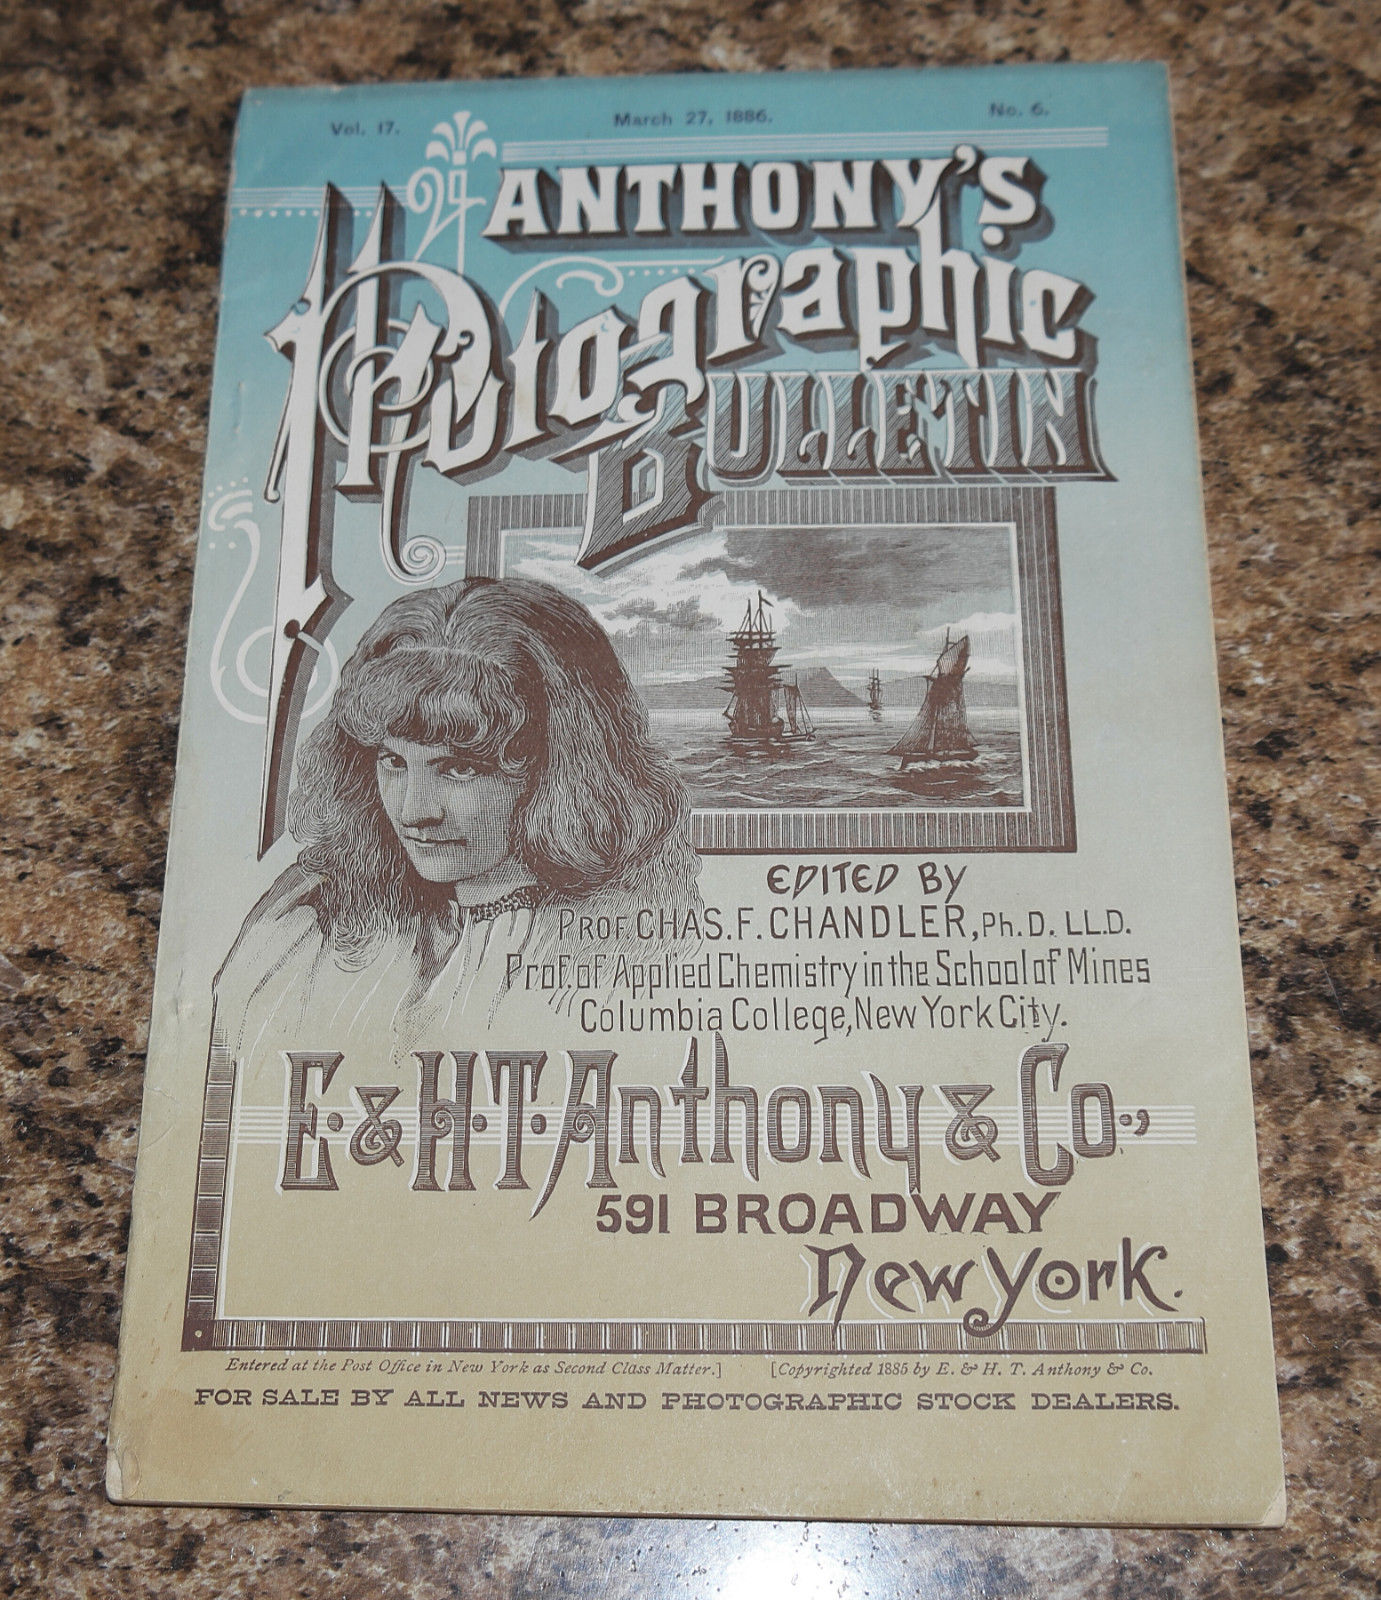 Vol. 17. March 27, 1886. No. 6.
ANTHONY'S
Photographic
BULLETIN
EDITED BY
PROF. CHAS. F. CHANDLER, Ph.D. LL.D.
Prof. of Applied Chemistry in the School of Mines
Columbia College, New York City.
E. & H. T. Anthony & Co.,
591 BROADWAY
New York.
Entered at the Post Office in New York as Second Class Matter.] [Copyrighted 1885 by E. & H. T. Anthony & Co.
FOR SALE BY ALL NEWS AND PHOTOGRAPHIC STOCK DEALERS.